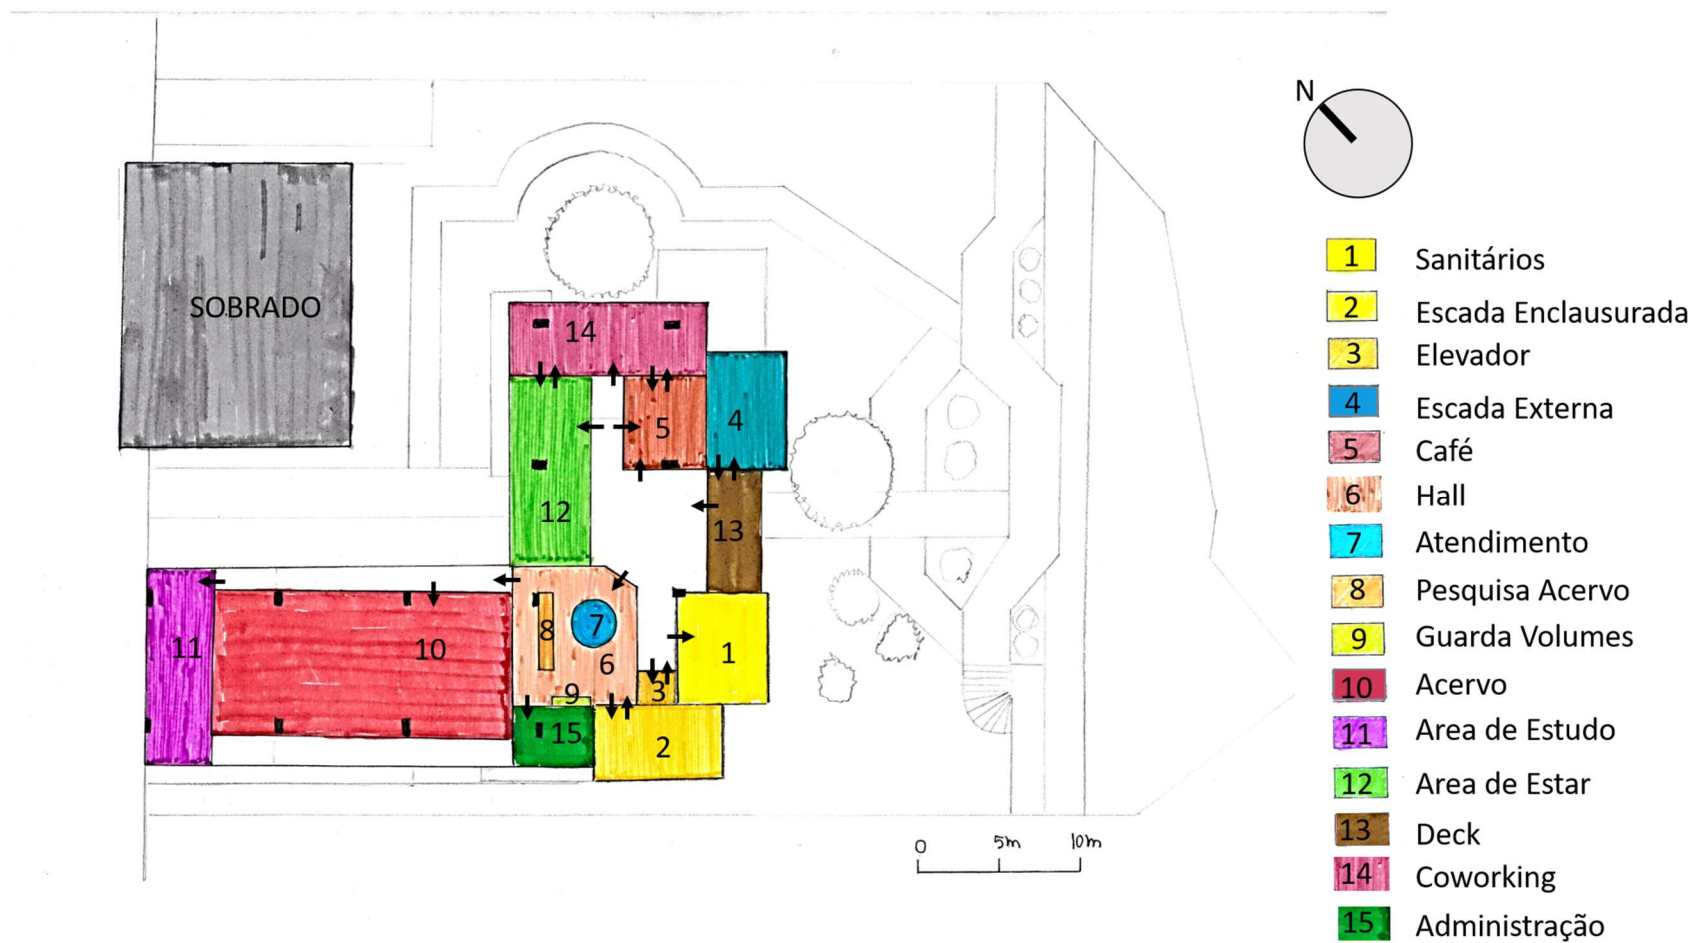 N
SOBRADO
14
5
4
12
13
11
10
8
7
6
1
9
3
15
2
0 5m 10m
1 Sanitários
2 Escada Enclausurada
3 Elevador
4 Escada Externa
5 Café
6 Hall
7 Atendimento
8 Pesquisa Acervo
9 Guarda Volumes
10 Acervo
11 Area de Estudo
12 Area de Estar
13 Deck
14 Coworking
15 Administração